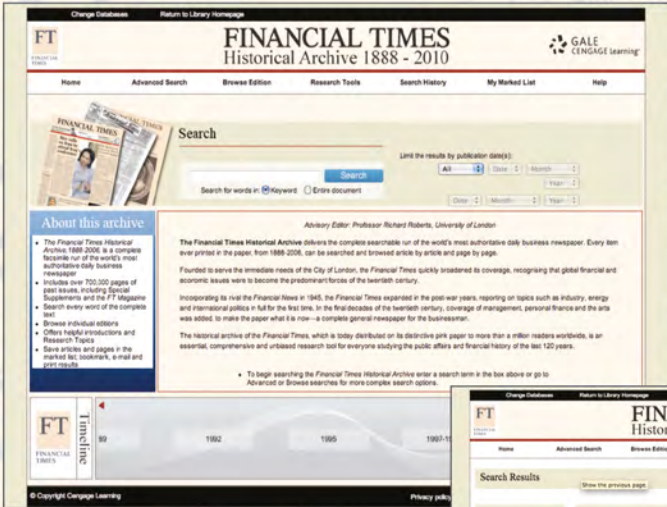 Change Databases Return to Library Homepage
FT
FINANCIAL TIMES
FINANCIAL TIMES
Historical Archive 1888 - 2010
GALE
CENGAGE Learning
Home Advanced Search Browse Edition Research Tools Search History My Marked List Help
FINANCIAL TIMES
Search
Search
Search for words in: Keyword Entire document
Limit the results by publication date(s):
All Date Month
Year
Date Month Year
About this archive
The Financial Times Historical
Archive, 1888-2006, is a complete
facsimile run of the world's most
authoritative daily business
newspaper
Includes over 700,000 pages of
past issues, including Special
Supplements and the FT Magazine
Search every word of the complete
text
Browse individual editions
Offers helpful introductions and
Research Topics
Save articles and pages in the
marked list; bookmark, e-mail and
print results
Advisory Editor: Professor Richard Roberts, University of London
The Financial Times Historical Archive delivers the complete searchable run of the world's most authoritative daily business newspaper. Every item
ever printed in the paper, from 1888-2006, can be searched and browsed article by article and page by page.
Founded to serve the immediate needs of the City of London, the Financial Times quickly broadened its coverage, recognising that global financial and
economic issues were to become the predominant forces of the twentieth century.
Incorporating its rival the Financial News in 1945, the Financial Times expanded in the post-war years, reporting on topics such as industry, energy
and international politics in full for the first time. In the final decades of the twentieth century, coverage of management, personal finance and the arts
was added, to make the paper what it is now—a complete general newspaper for the businessman.
The historical archive of the Financial Times, which is today distributed on its distinctive pink paper to more than a million readers worldwide, is an
essential, comprehensive and unbiased research tool for everyone studying the public affairs and financial history of the last 120 years.
To begin searching the Financial Times Historical Archive enter a search term in the box above or go to
Advanced or Browse searches for more complex search options.
FT
FINANCIAL
TIMES
Timeline
89 1992 1995 1997-19
© Copyright Cengage Learning Privacy policy
Change Databases Return to Library Homepage
FT
FIN
Histor
Home Advanced Search Browse Edition
Search Results
Show the previous page